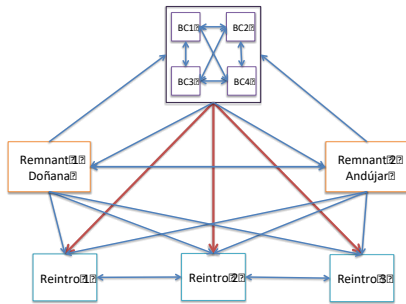 BC1
BC2
BC3
BC4
Remnant 1
Doñana
Remnant 2
Andújar
Reintro 1
Reintro 2
Reintro 3